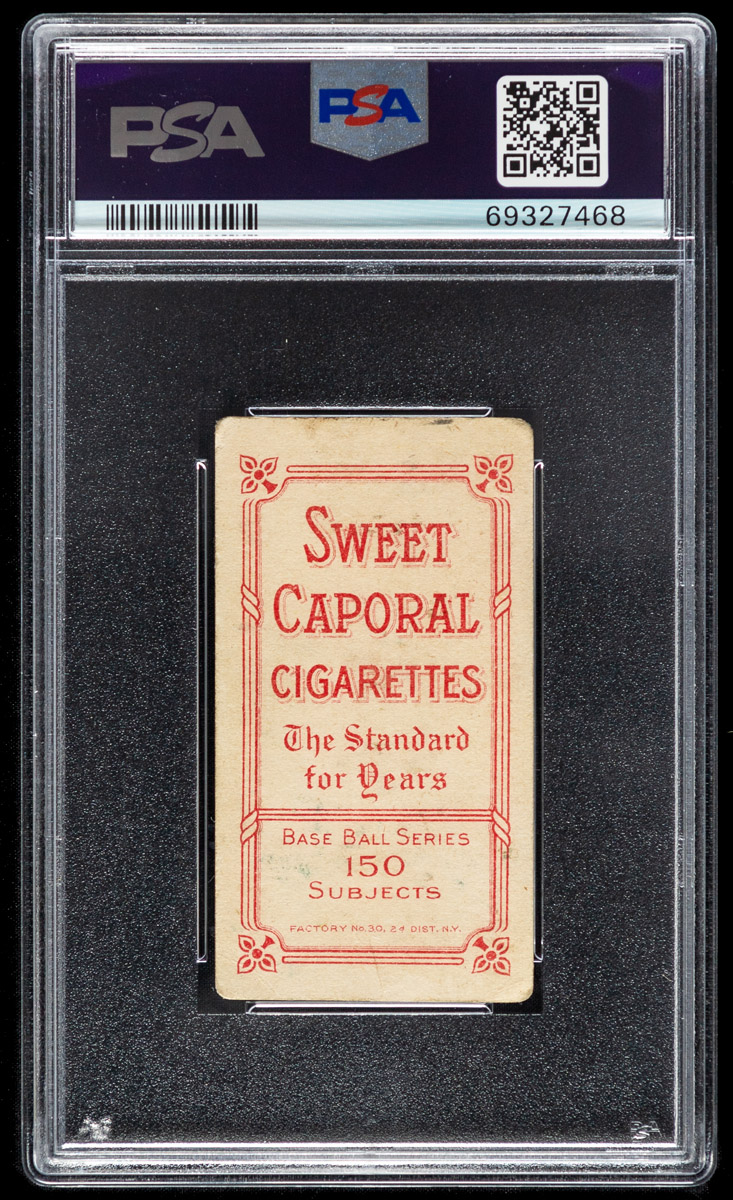 PSA
PSA
69327468
SWEET
CAPORAL
CIGARETTES
The Standard
for Years
BASE BALL SERIES
150
SUBJECTS
FACTORY No. 30, 2d DIST. N.Y.
PSA